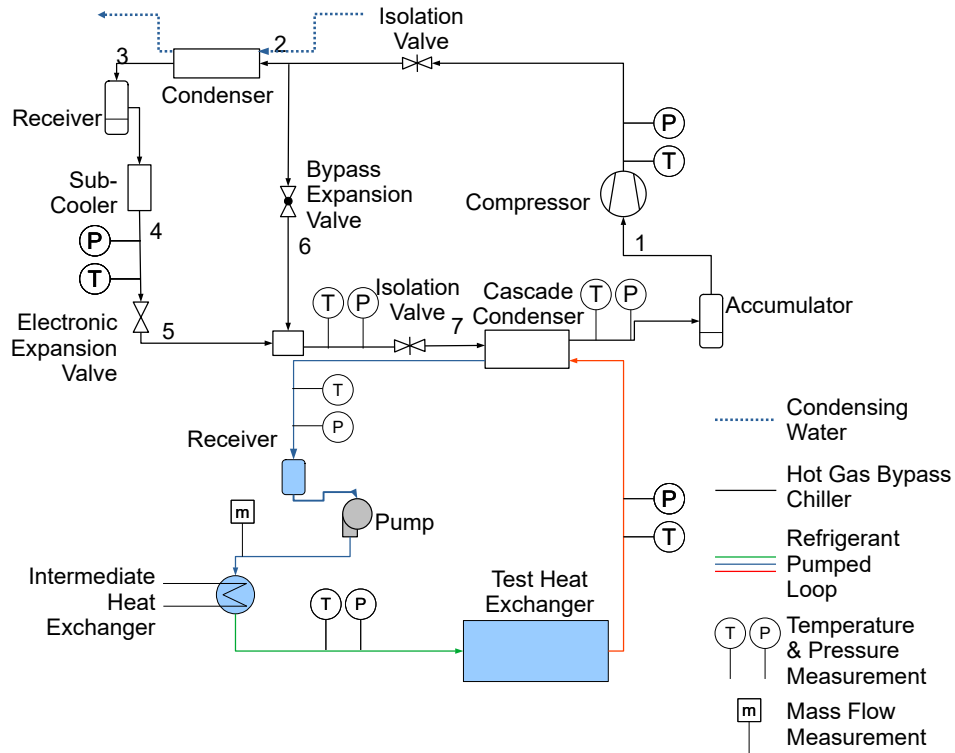 Isolation
Valve
2
3
Condenser
Receiver
P
T
Sub-
Cooler
Bypass
Expansion
Valve
Compressor
4
P
T
6
1
Electronic
Expansion
Valve
5
T
P
Isolation
Valve
7
Cascade
Condenser
T
P
Accumulator
T
P
Receiver
Pump
m
P
T
Intermediate
Heat
Exchanger
T
P
Test Heat
Exchanger
Condensing
Water
Hot Gas Bypass
Chiller
Refrigerant
Pumped
Loop
T
P
Temperature
& Pressure
Measurement
m
Mass Flow
Measurement